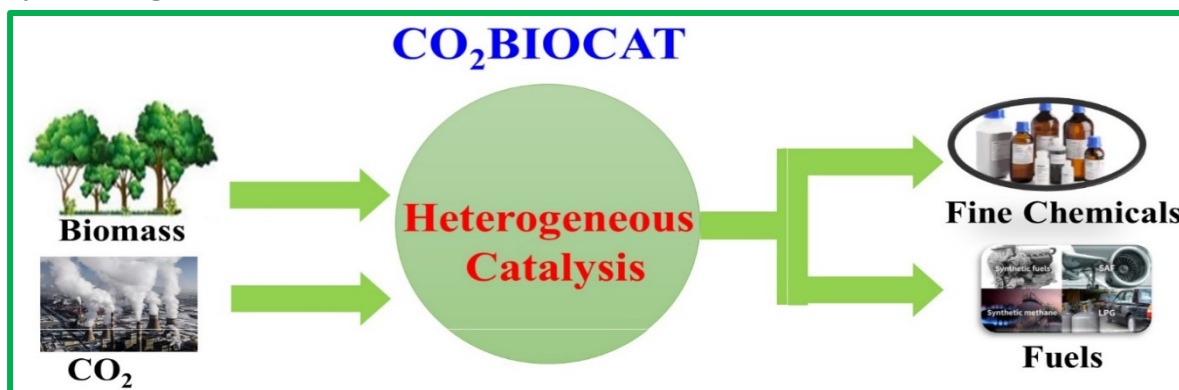 CO₂BIOCAT
Biomass
CO₂
Heterogeneous
Catalysis
Fine Chemicals
Synthetic fuels
SAF
Synthetic methane
LPG
Fuels